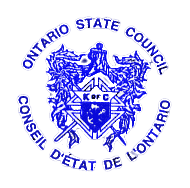 ONTARIO STATE COUNCIL
K OF C
CONSEIL D'ÉTAT DE L'ONTARIO